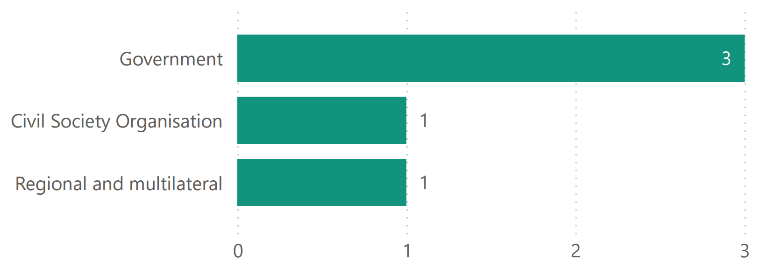 Government 3
Civil Society Organisation 1
Regional and multilateral 1
0 1 2 3